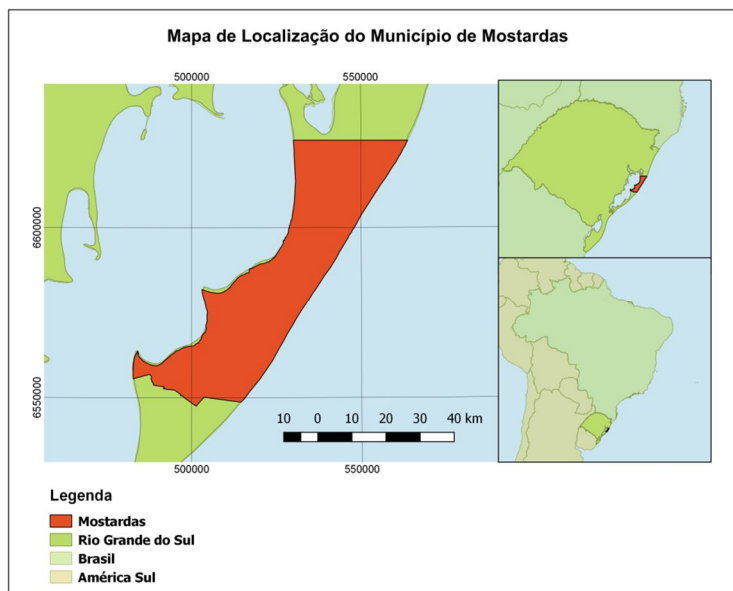 Mapa de Localização do Município de Mostardas
500000 550000
6600000
6550000
10 0 10 20 30 40 km
500000 550000
Legenda
Mostardas
Rio Grande do Sul
Brasil
América Sul